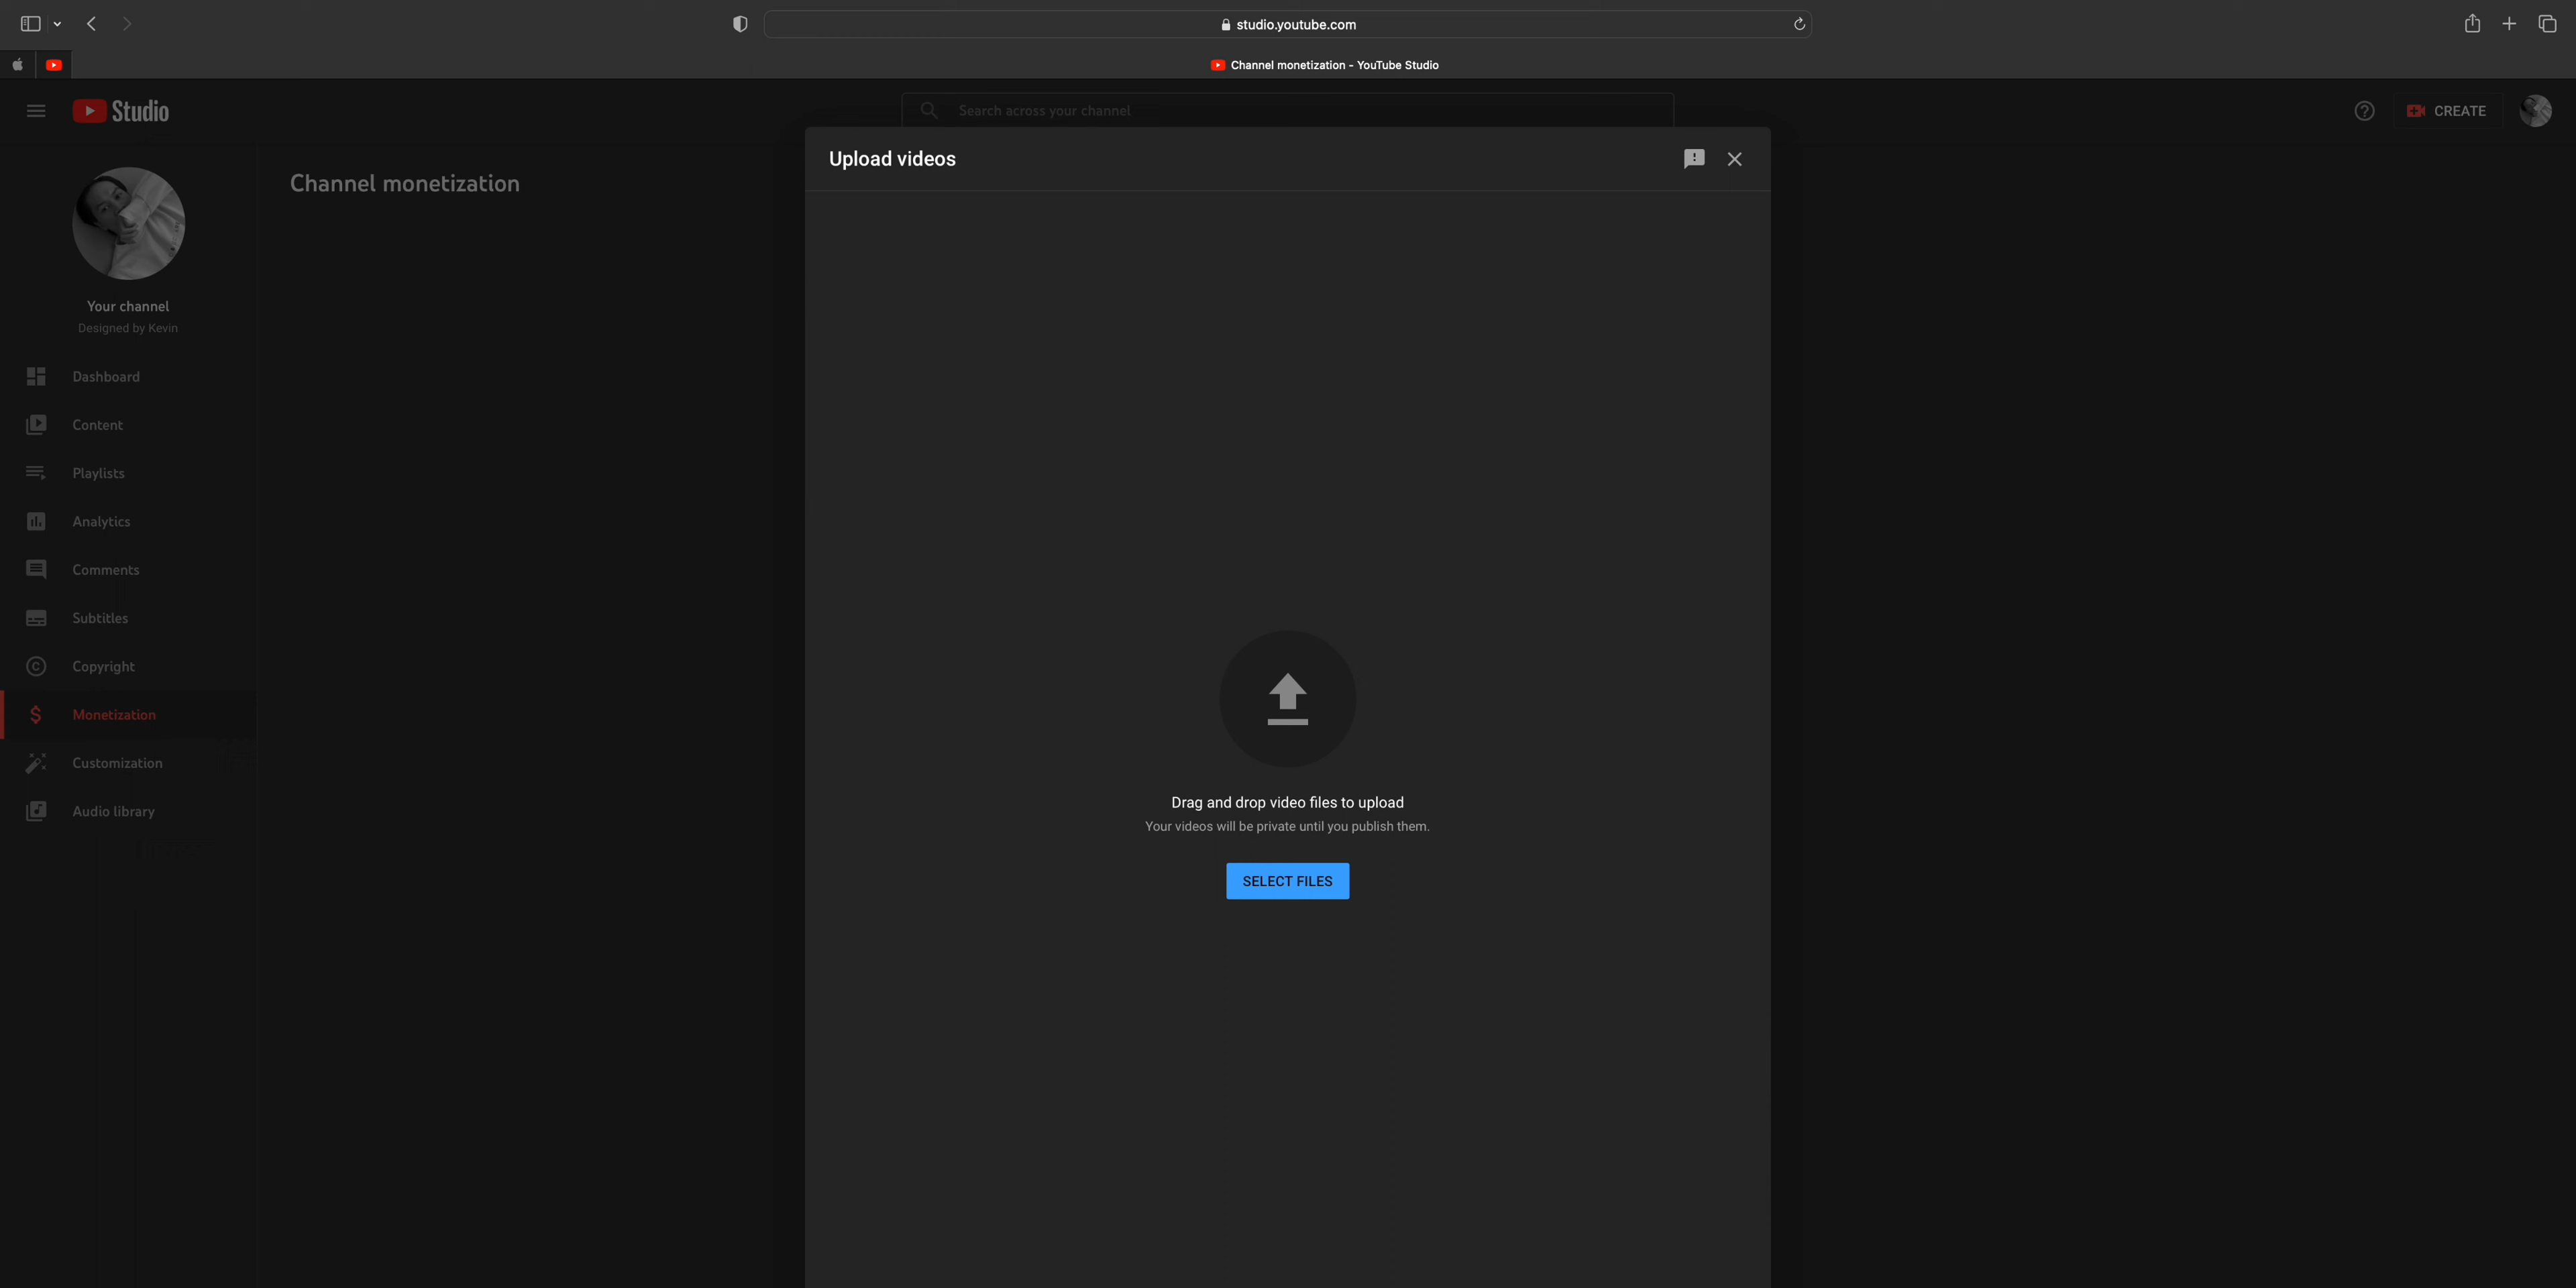 studio.youtube.com
Channel monetization - YouTube Studio
Studio
Search across your channel
CREATE
Upload videos
Channel monetization
Your channel
Designed by Kevin
Dashboard
Content
Playlists
Analytics
Comments
Subtitles
Copyright
Monetization
Customization
Audio library
Drag and drop video files to upload
Your videos will be private until you publish them.
SELECT FILES